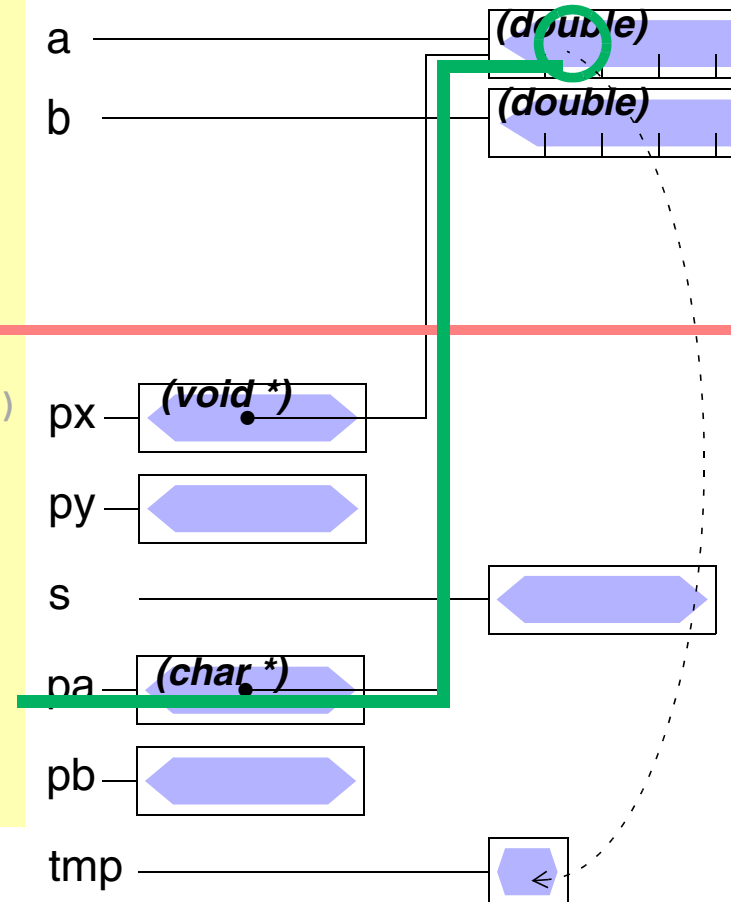 a (double)
b (double)
)
px (void *)
py
s
pa (char *)
pb
tmp